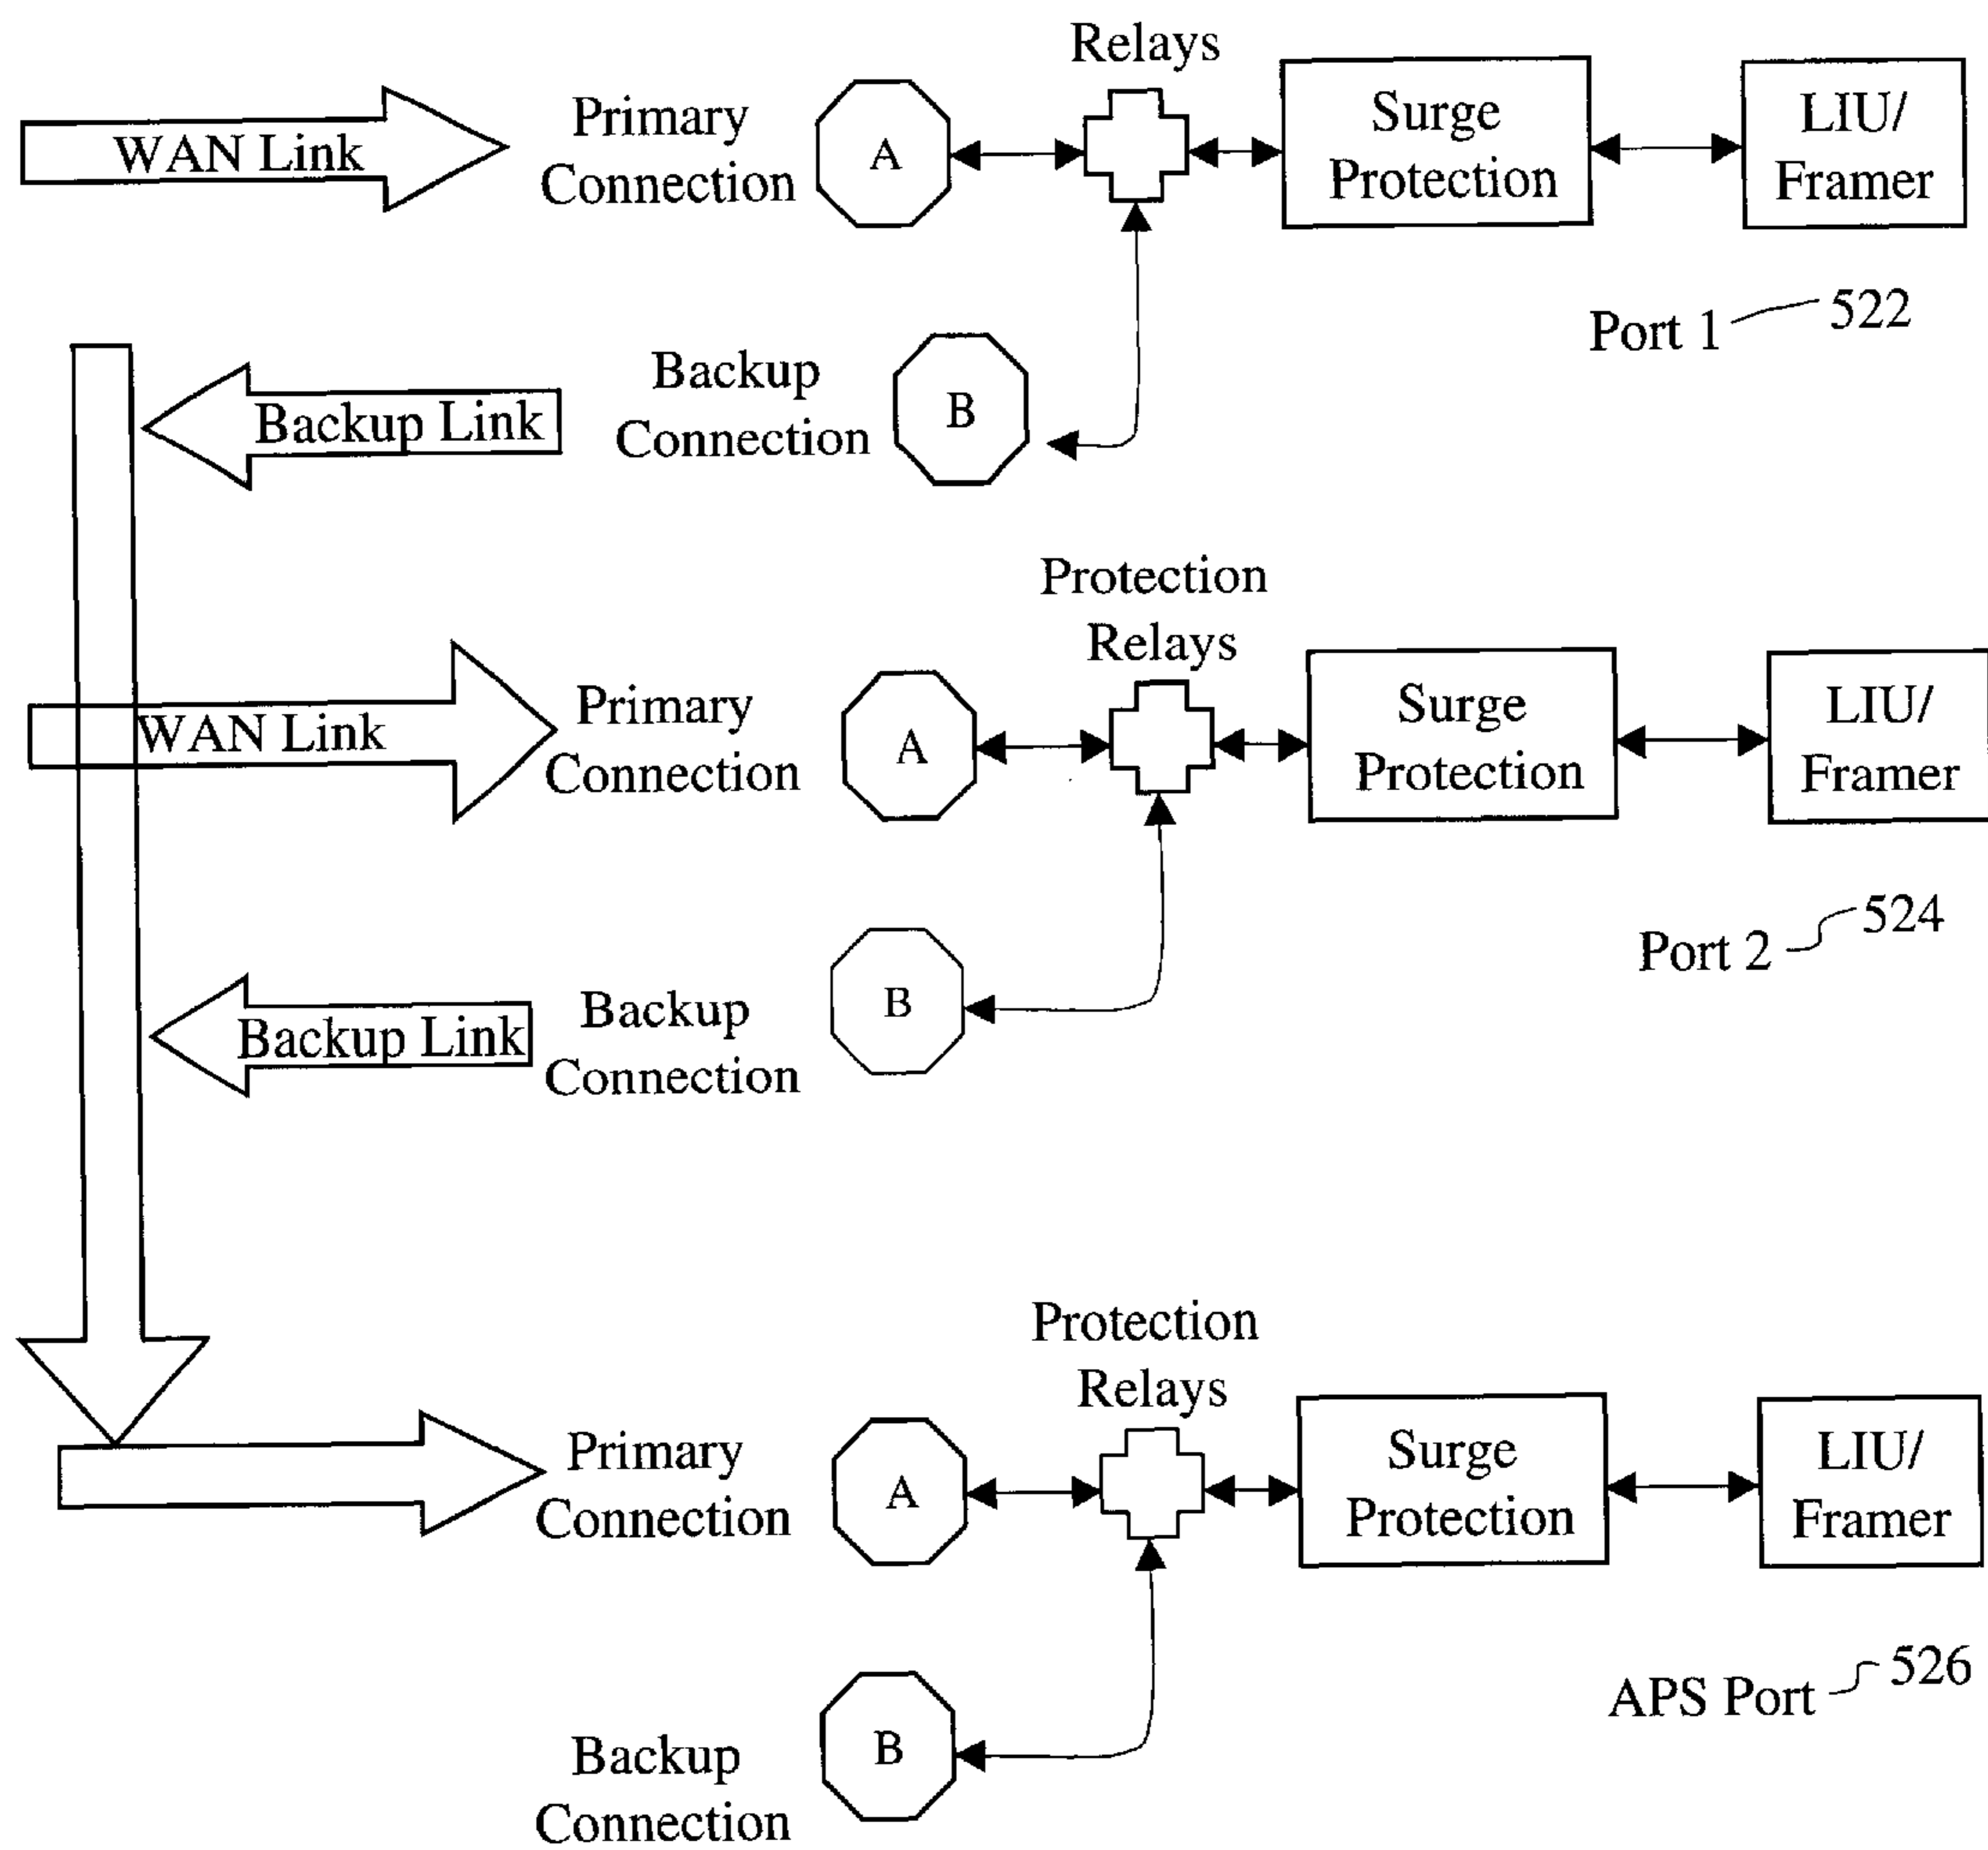 Relays
WAN Link
Primary
Connection
A
Surge
Protection
LIU/
Framer
Port 1
522
Backup Link
Backup
Connection
B
Protection
Relays
WAN Link
Primary
Connection
A
Surge
Protection
LIU/
Framer
Port 2
524
Backup Link
Backup
Connection
B
Protection
Relays
Primary
Connection
A
Surge
Protection
LIU/
Framer
APS Port
526
Backup
Connection
B